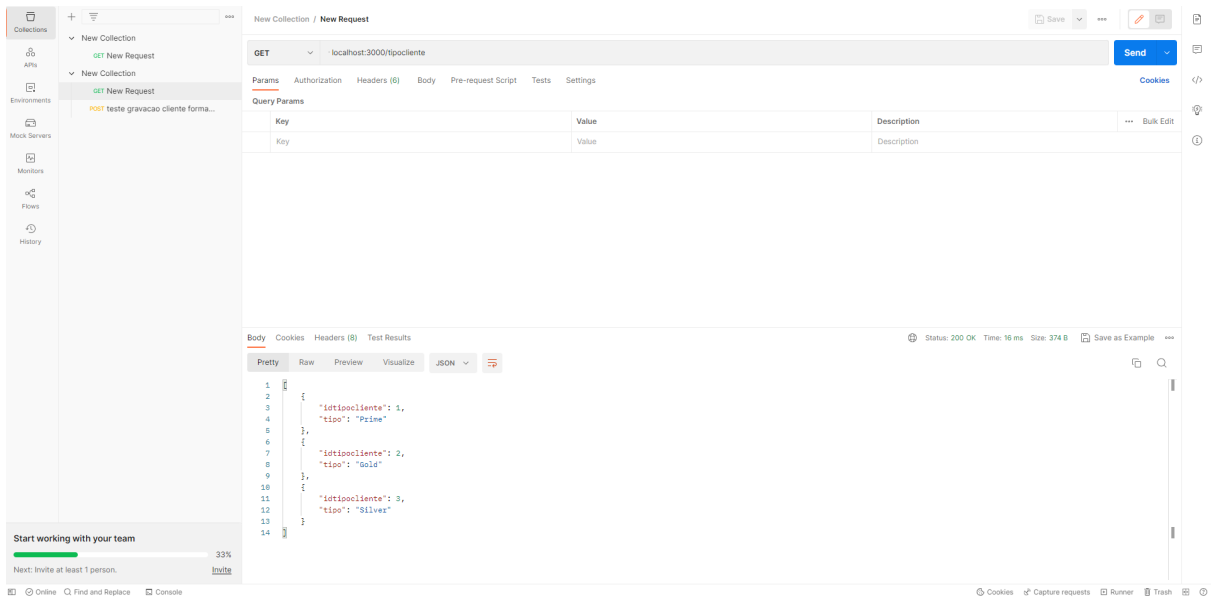 Collections
APIs
Environments
Mock Servers
Monitors
Flows
History
New Collection
GET New Request
New Collection
GET New Request
POST teste gravacao cliente forma...
Start working with your team
33%
Next: Invite at least 1 person. Invite
New Collection / New Request
Save
GET localhost:3000/tipocliente Send
Params Authorization Headers (6) Body Pre-request Script Tests Settings Cookies
Query Params
Key Value Description Bulk Edit
Key Value Description
Body Cookies Headers (8) Test Results Status: 200 OK Time: 16 ms Size: 374 B Save as Example
Pretty Raw Preview Visualize JSON
1 [
2 {
3 "idtipocliente": 1,
4 "tipo": "Prime"
5 },
6 {
7 "idtipocliente": 2,
8 "tipo": "Gold"
9 },
10 {
11 "idtipocliente": 3,
12 "tipo": "Silver"
13 }
14 ]
Online Find and Replace Console Cookies Capture requests Runner Trash